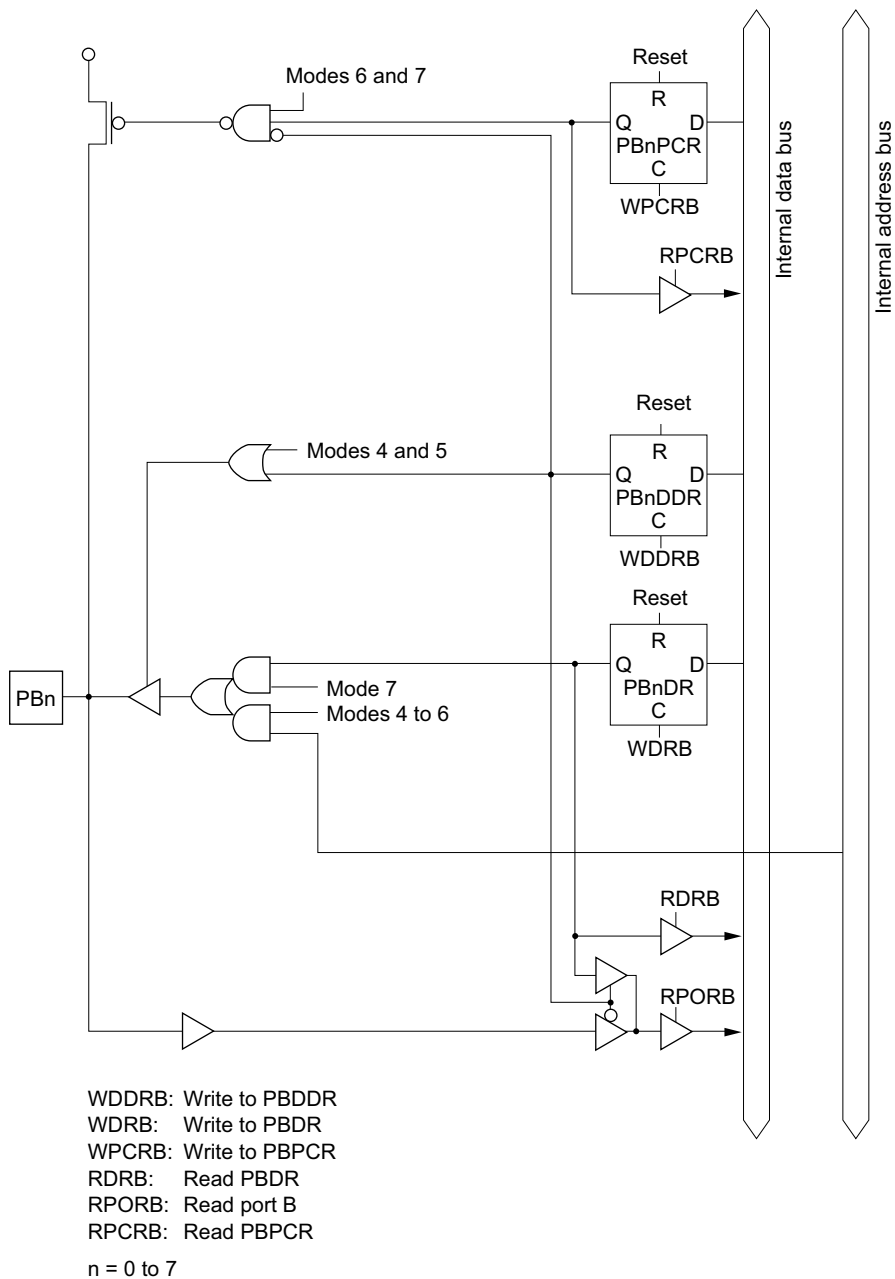 Reset
Modes 6 and 7
R
Q D
PBnPCR
C
WPCRB
RPCRB
Internal data bus
Internal address bus
Reset
Modes 4 and 5
R
Q D
PBnDDR
C
WDDRB
Reset
R
Q D
PBnDR
C
WDRB
PBn
Mode 7
Modes 4 to 6
RDRB
RPORB
WDDRB: Write to PBDDR
WDRB: Write to PBDR
WPCRB: Write to PBPCR
RDRB: Read PBDR
RPORB: Read port B
RPCRB: Read PBPCR
n = 0 to 7